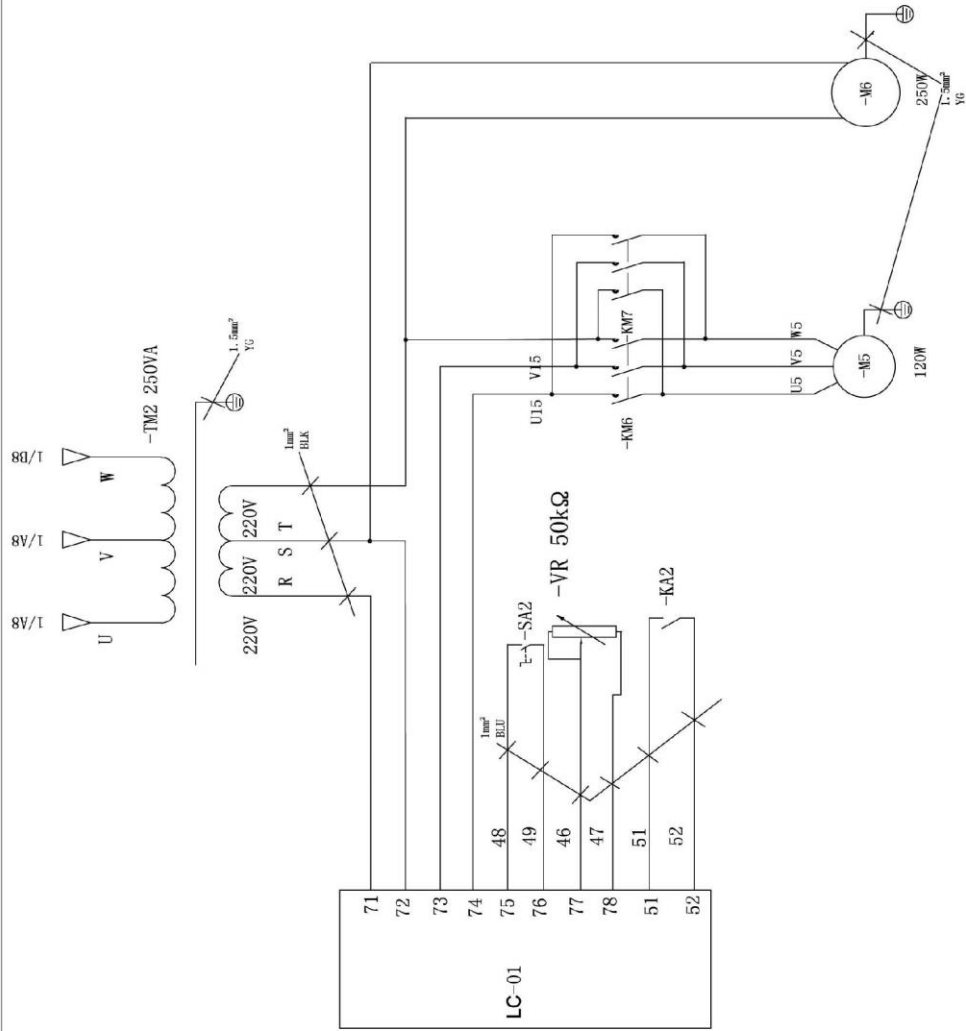 1/A8
1/A8
1/B8
U
V
W
-TM2 250VA
1.5mm²
YG
220V
220V
220V
R
S
T
1mm²
BLK
LC-01
71
72
73
74
75
76
77
78
51
52
48
49
46
47
51
52
1mm²
BLU
-SA2
-VR 50kΩ
-KA2
U15
V15
-KM6
-KM7
U5
V5
W5
-M5
120W
-M6
250W
1.5mm²
YG